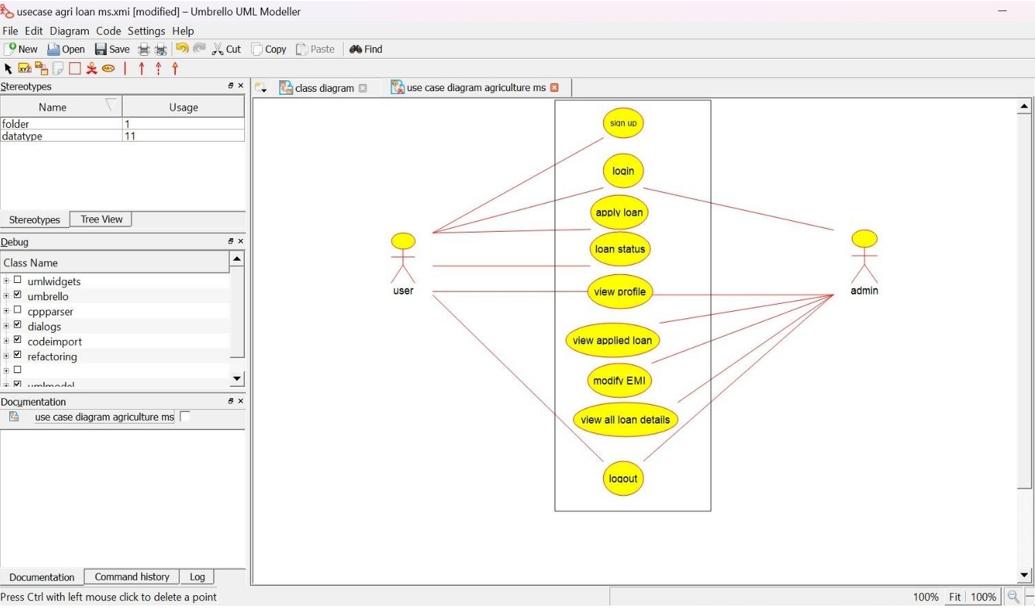 usecase agri loan ms.xmi [modified] – Umbrello UML Modeller
File Edit Diagram Code Settings Help
New Open Save Cut Copy Paste Find
Stereotypes
class diagram use case diagram agriculture ms
Name Usage
folder 1
datatype 11
Stereotypes Tree View
Debug
Class Name
umlwidgets
umbrello
cppparser
dialogs
codeimport
refactoring
umlmodel
Documentation
use case diagram agriculture ms
Documentation Command history Log
Press Ctrl with left mouse click to delete a point
100% Fit 100%
sign up
login
apply loan
loan status
user
view profile
admin
view applied loan
modify EMI
view all loan details
logout